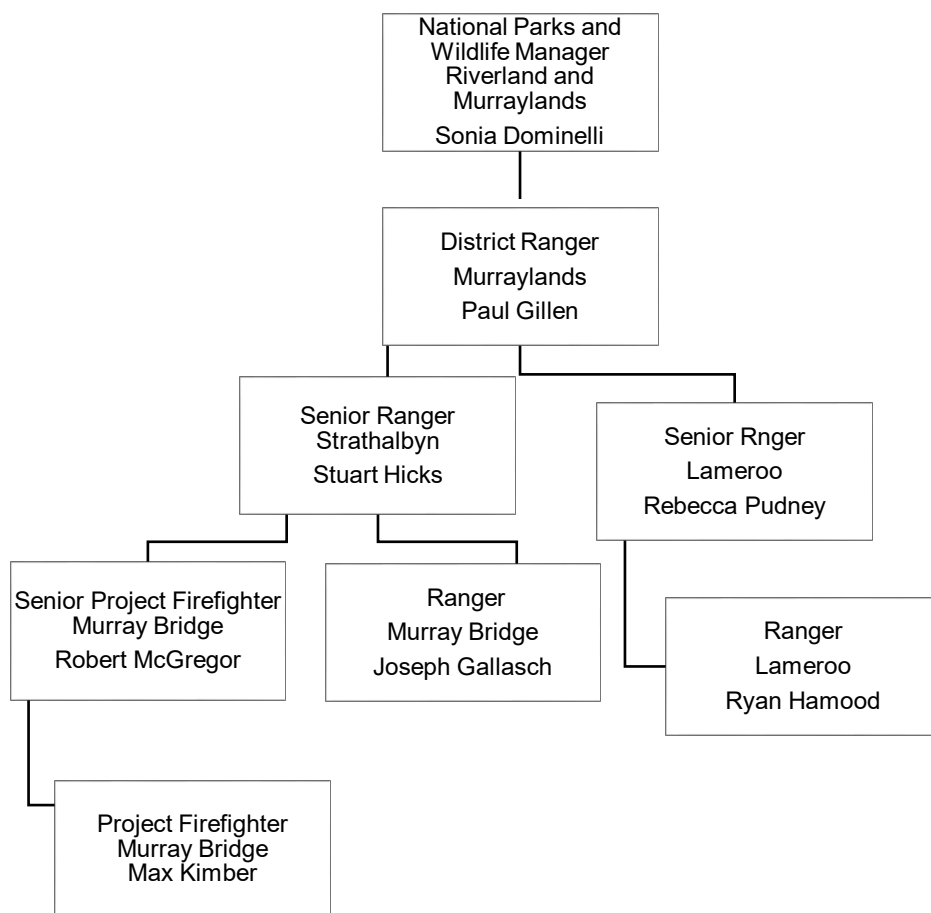 National Parks and
Wildlife Manager
Riverland and
Murraylands
Sonia Dominelli
District Ranger
Murraylands
Paul Gillen
Senior Ranger
Strathalbyn
Stuart Hicks
Senior Rnger
Lameroo
Rebecca Pudney
Senior Project Firefighter
Murray Bridge
Robert McGregor
Ranger
Murray Bridge
Joseph Gallasch
Ranger
Lameroo
Ryan Hamood
Project Firefighter
Murray Bridge
Max Kimber